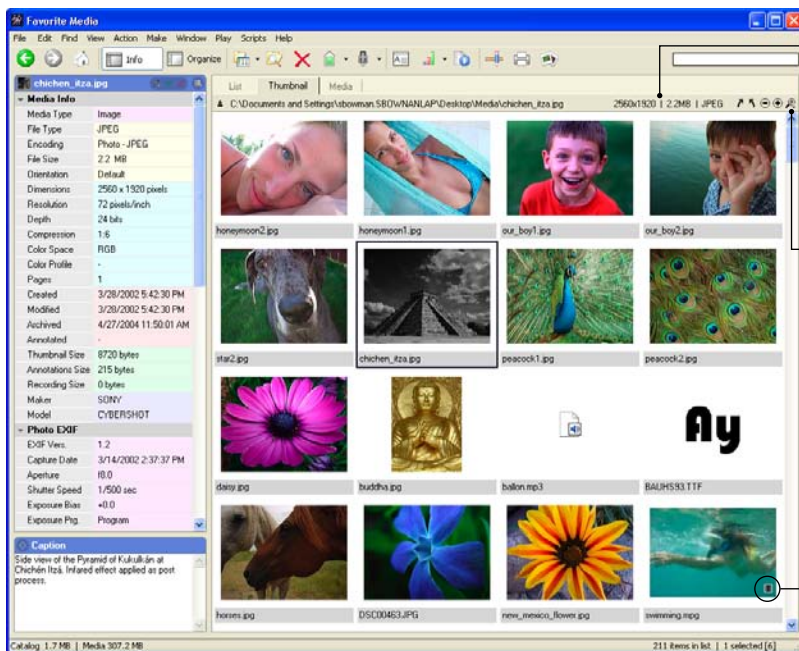 Favorite Media
File Edit Find View Action Make Window Play Scripts Help
Info Organize
chichen_itza.jpg
Media Info
Media Type Image
File Type JPEG
Encoding Photo - JPEG
File Size 2.2 MB
Orientation Default
Dimensions 2560 x 1920 pixels
Resolution 72 pixels/inch
Depth 24 bits
Compression 1:6
Color Space RGB
Color Profile -
Pages 1
Created 3/28/2002 5:42:30 PM
Modified 3/28/2002 5:42:30 PM
Archived 4/27/2004 11:50:01 AM
Annotated -
Thumbnail Size 8720 bytes
Annotations Size 215 bytes
Recording Size 0 bytes
Maker SONY
Model CYBERSHOT
Photo EXIF
EXIF Vers. 1.2
Capture Date 3/14/2002 2:37:37 PM
Aperture f8.0
Shutter Speed 1/500 sec
Exposure Bias +0.0
Exposure Prg. Program
Caption
Side view of the Pyramid of Kukulkán at
Chichén Itzá. Infared effect applied as post
process.
List Thumbnail Media
C:\Documents and Settings\sbowman.SBOWNANLAP\Desktop\Media\chichen_itza.jpg 2560x1920 | 2.2MB | JPEG
honeymoon2.jpg honeymoon1.jpg our_boy1.jpg our_boy2.jpg
star2.jpg chichen_itza.jpg peacock1.jpg peacock2.jpg
Ay
daisy.jpg buddha.jpg ballon.mp3 BAUHS93.TTF
horses.jpg DSC00463.JPG new_mexico_flower.jpg swimming.mpg
Catalog 1.7 MB | Media 307.2 MB 211 items in list | 1 selected [6]